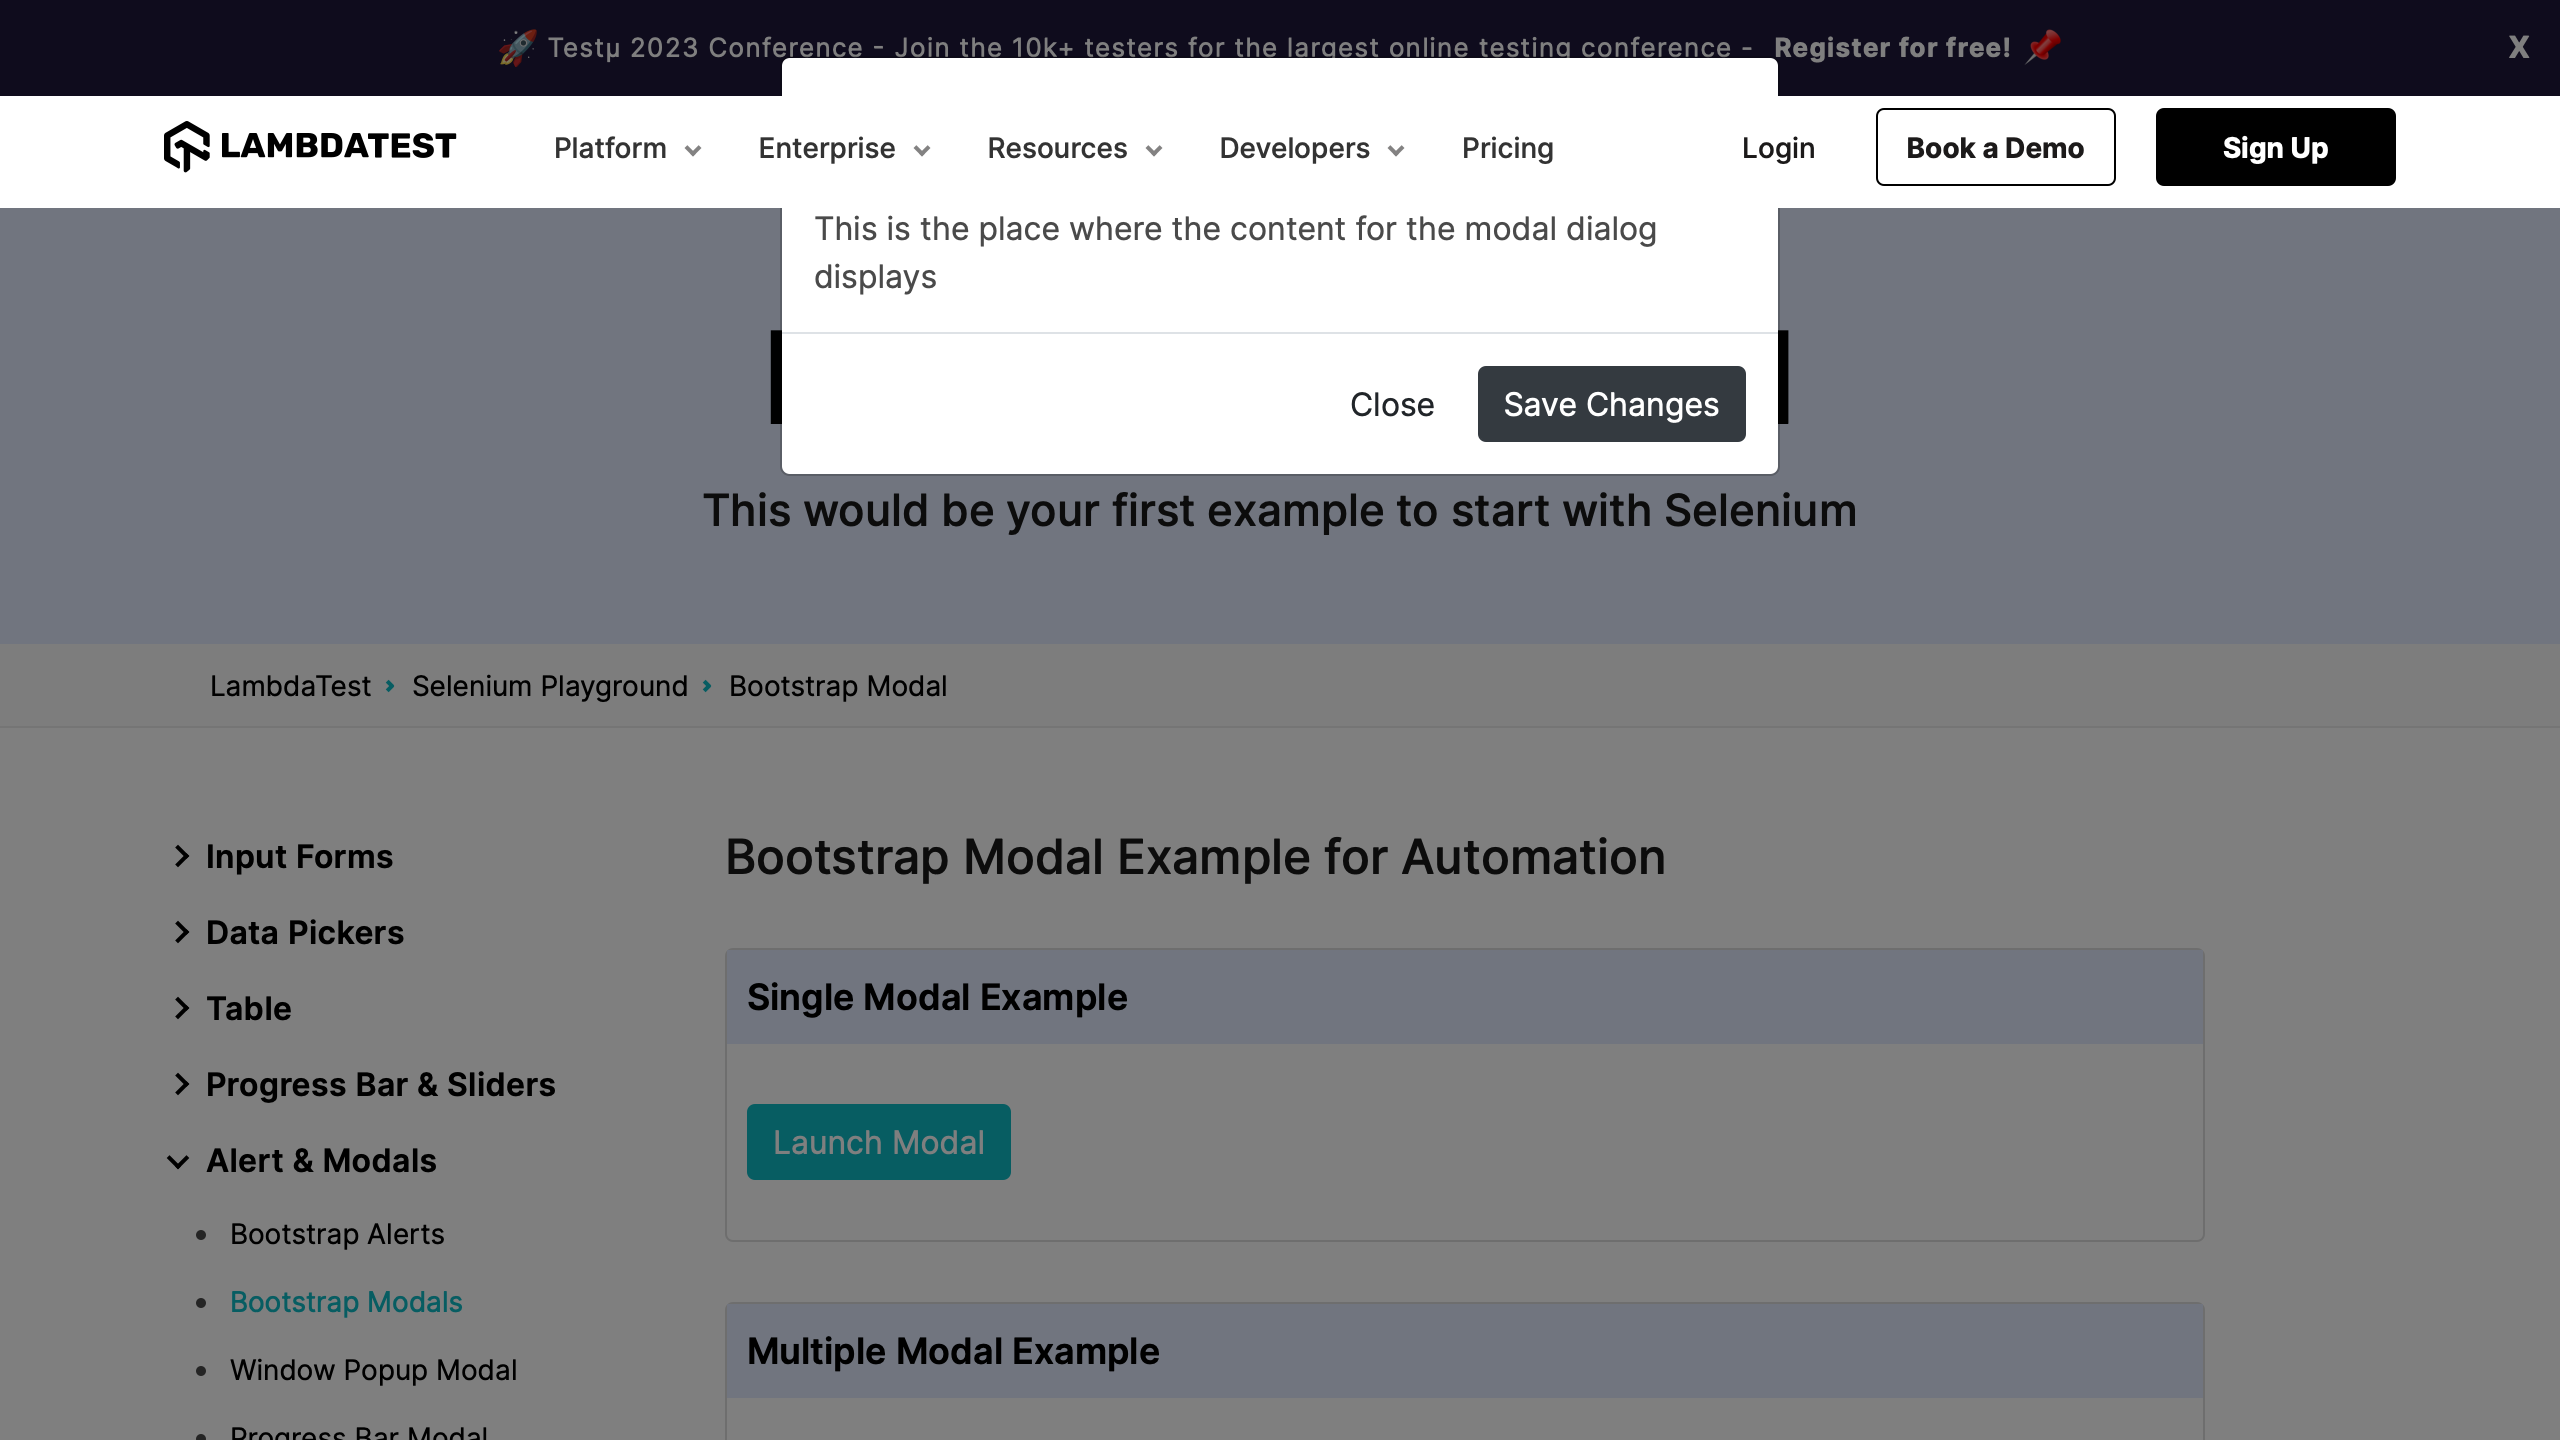 Testμ 2023 Conference - Join the 10k+ testers for the largest online testing conference - Register for free! X
LAMBDATEST Platform Enterprise Resources Developers Pricing Login Book a Demo Sign Up
This is the place where the content for the modal dialog
displays
Close Save Changes
This would be your first example to start with Selenium
LambdaTest Selenium Playground Bootstrap Modal
Input Forms
Data Pickers
Table
Progress Bar & Sliders
Alert & Modals
Bootstrap Alerts
Bootstrap Modals
Window Popup Modal
Progress Bar Modal
Bootstrap Modal Example for Automation
Single Modal Example
Launch Modal
Multiple Modal Example